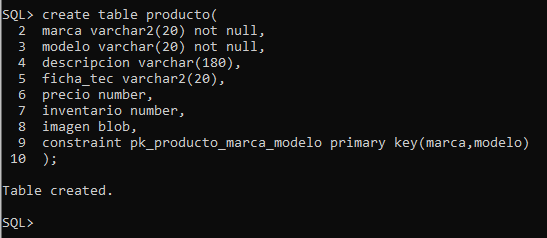 SQL> create table producto(
  2  marca varchar2(20) not null,
  3  modelo varchar(20) not null,
  4  descripcion varchar(180),
  5  ficha_tec varchar2(20),
  6  precio number,
  7  inventario number,
  8  imagen blob,
  9  constraint pk_producto_marca_modelo primary key(marca,modelo)
 10  );
Table created.
SQL>